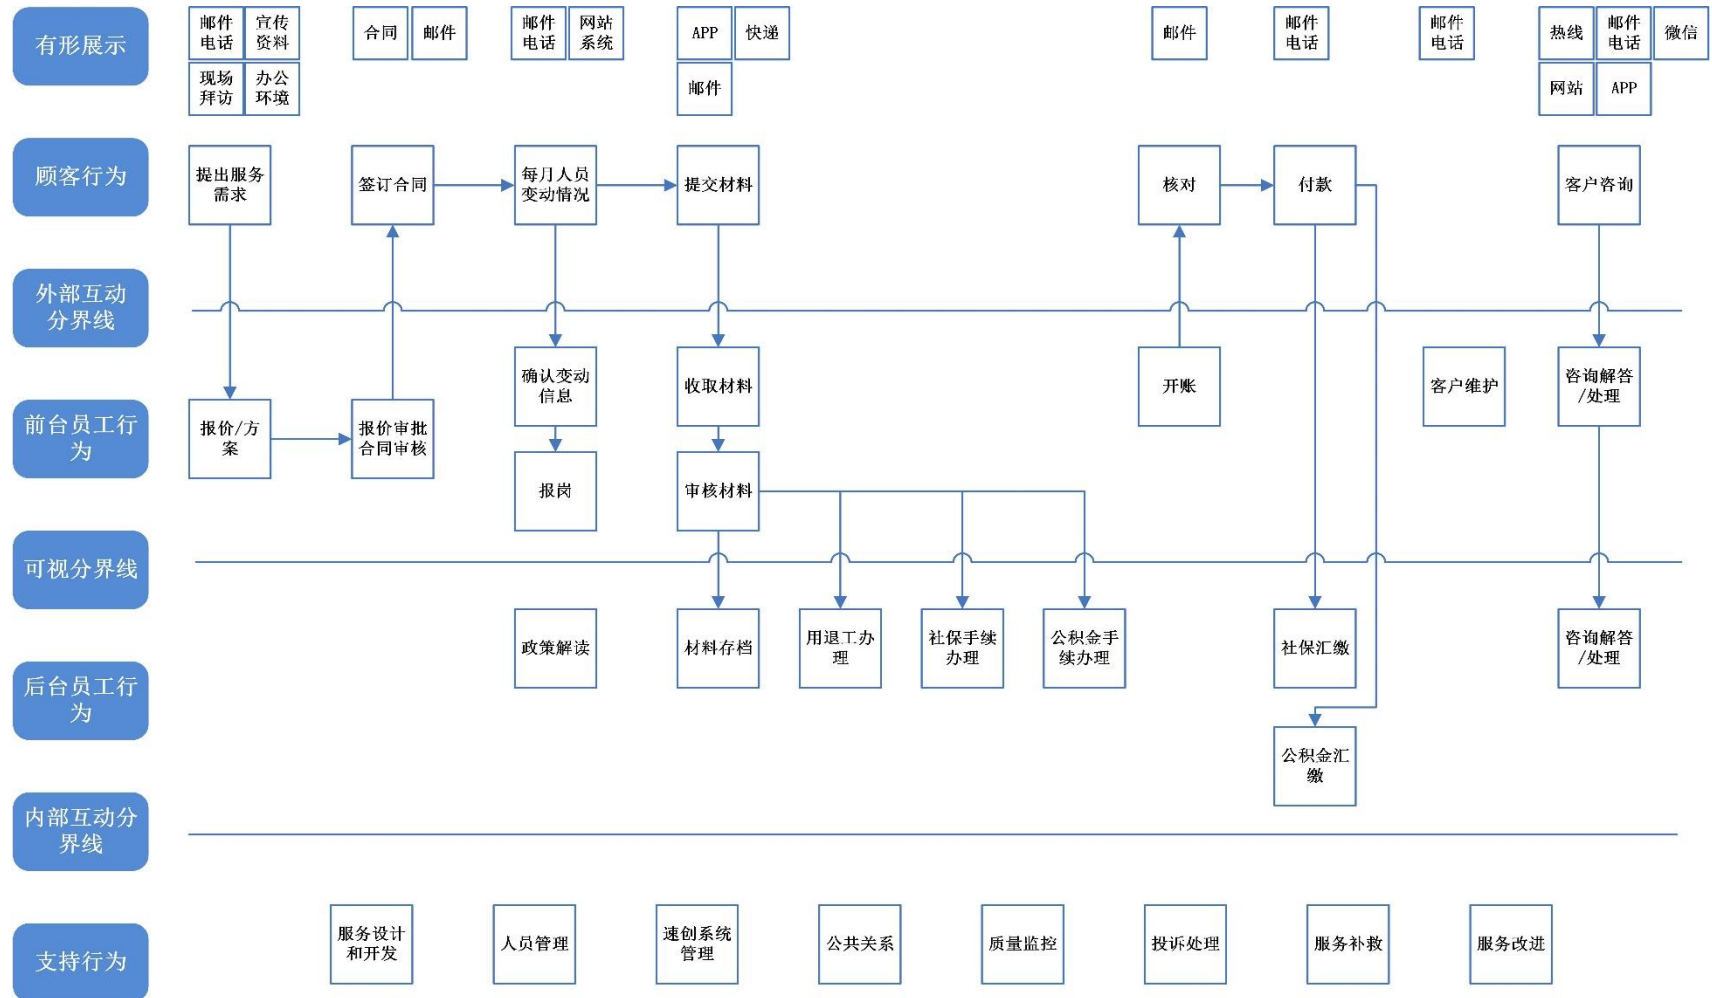 有形展示
邮件
电话
宣传
资料
合同
邮件
邮件
电话
网站
系统
APP
快递
邮件
邮件
电话
邮件
电话
热线
邮件
电话
微信
现场
拜访
办公
环境
邮件
网站
APP
顾客行为
提出服务
需求
签订合同
每月人员
变动情况
提交材料
核对
付款
客户咨询
外部互动
分界线
确认变动
信息
收取材料
开账
客户维护
咨询解答
/处理
前台员工行
为
报价/方
案
报价审批
合同审核
报岗
审核材料
可视分界线
政策解读
材料存档
用退工办
理
社保手续
办理
公积金手
续办理
社保汇缴
咨询解答
/处理
后台员工行
为
公积金汇
缴
内部互动分
界线
支持行为
服务设计
和开发
人员管理
速创系统
管理
公共关系
质量监控
投诉处理
服务补救
服务改进